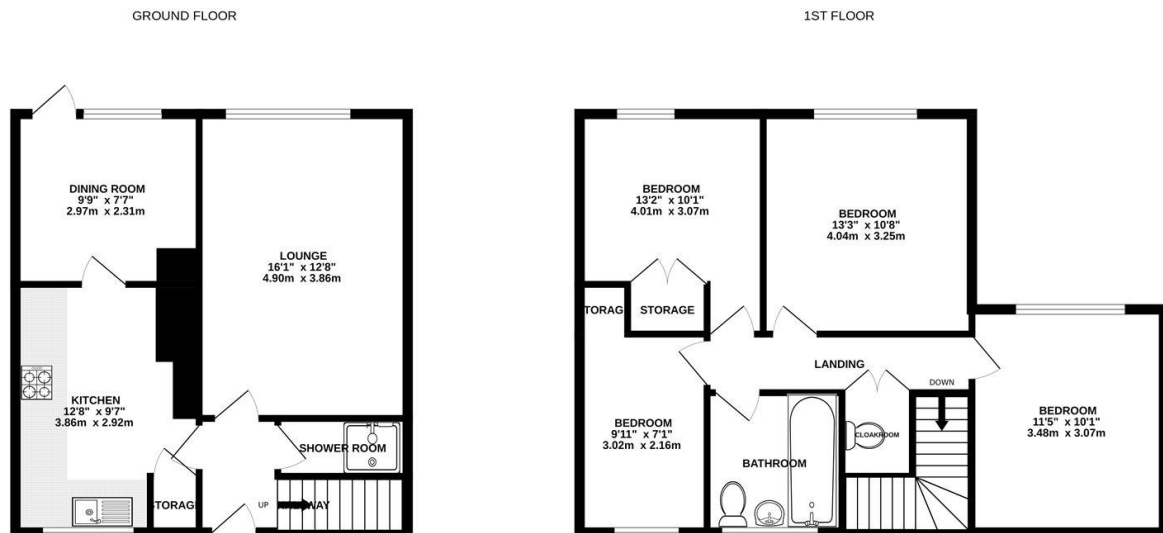 GROUND FLOOR
DINING ROOM
9'9" x 7'7"
2.97m x 2.31m
LOUNGE
16'1" x 12'8"
4.90m x 3.86m
KITCHEN
12'8" x 9'7"
3.86m x 2.92m
SHOWER ROOM
STORAGE
UP
1ST FLOOR
BEDROOM
13'2" x 10'1"
4.01m x 3.07m
BEDROOM
13'3" x 10'8"
4.04m x 3.25m
STORAGE
TORAG
LANDING
DOWN
BEDROOM
11'5" x 10'1"
3.48m x 3.07m
BEDROOM
9'11" x 7'1"
3.02m x 2.16m
CLOAKROOM
BATHROOM